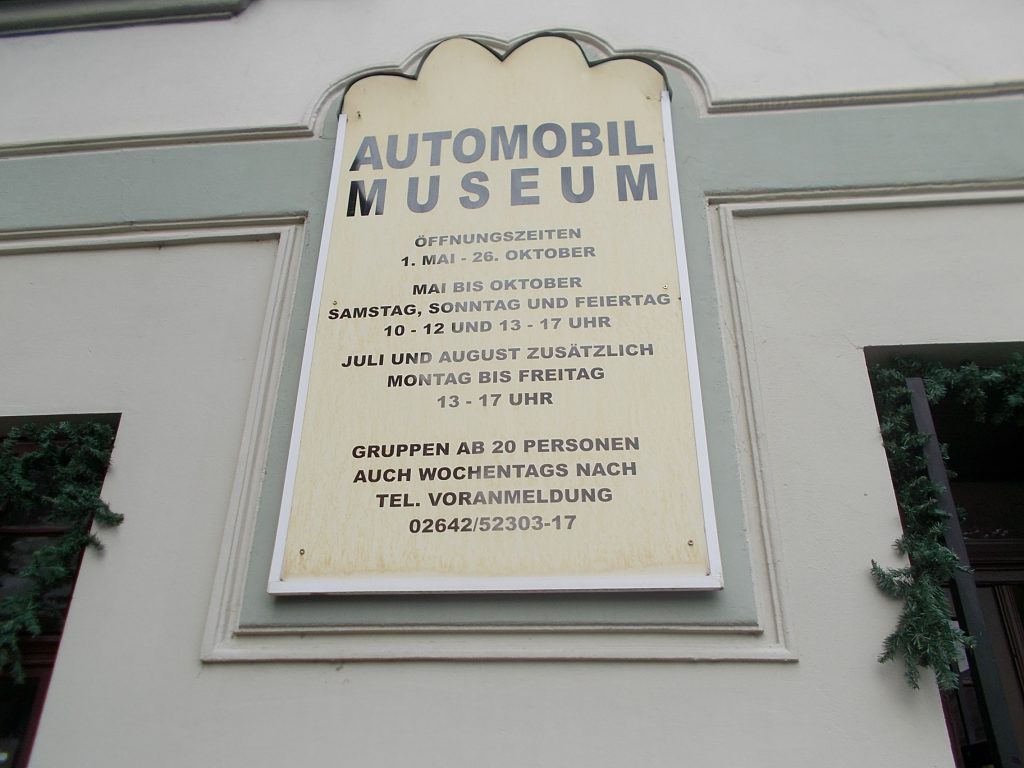 AUTOMOBIL
MUSEUM
ÖFFNUNGSZEITEN
1. MAI - 26. OKTOBER
MAI BIS OKTOBER
SAMSTAG, SONNTAG UND FEIERTAG
10 - 12 UND 13 - 17 UHR
JULI UND AUGUST ZUSÄTZLICH
MONTAG BIS FREITAG
13 - 17 UHR
GRUPPEN AB 20 PERSONEN
AUCH WOCHENTAGS NACH
TEL. VORANMELDUNG
02642/52303-17